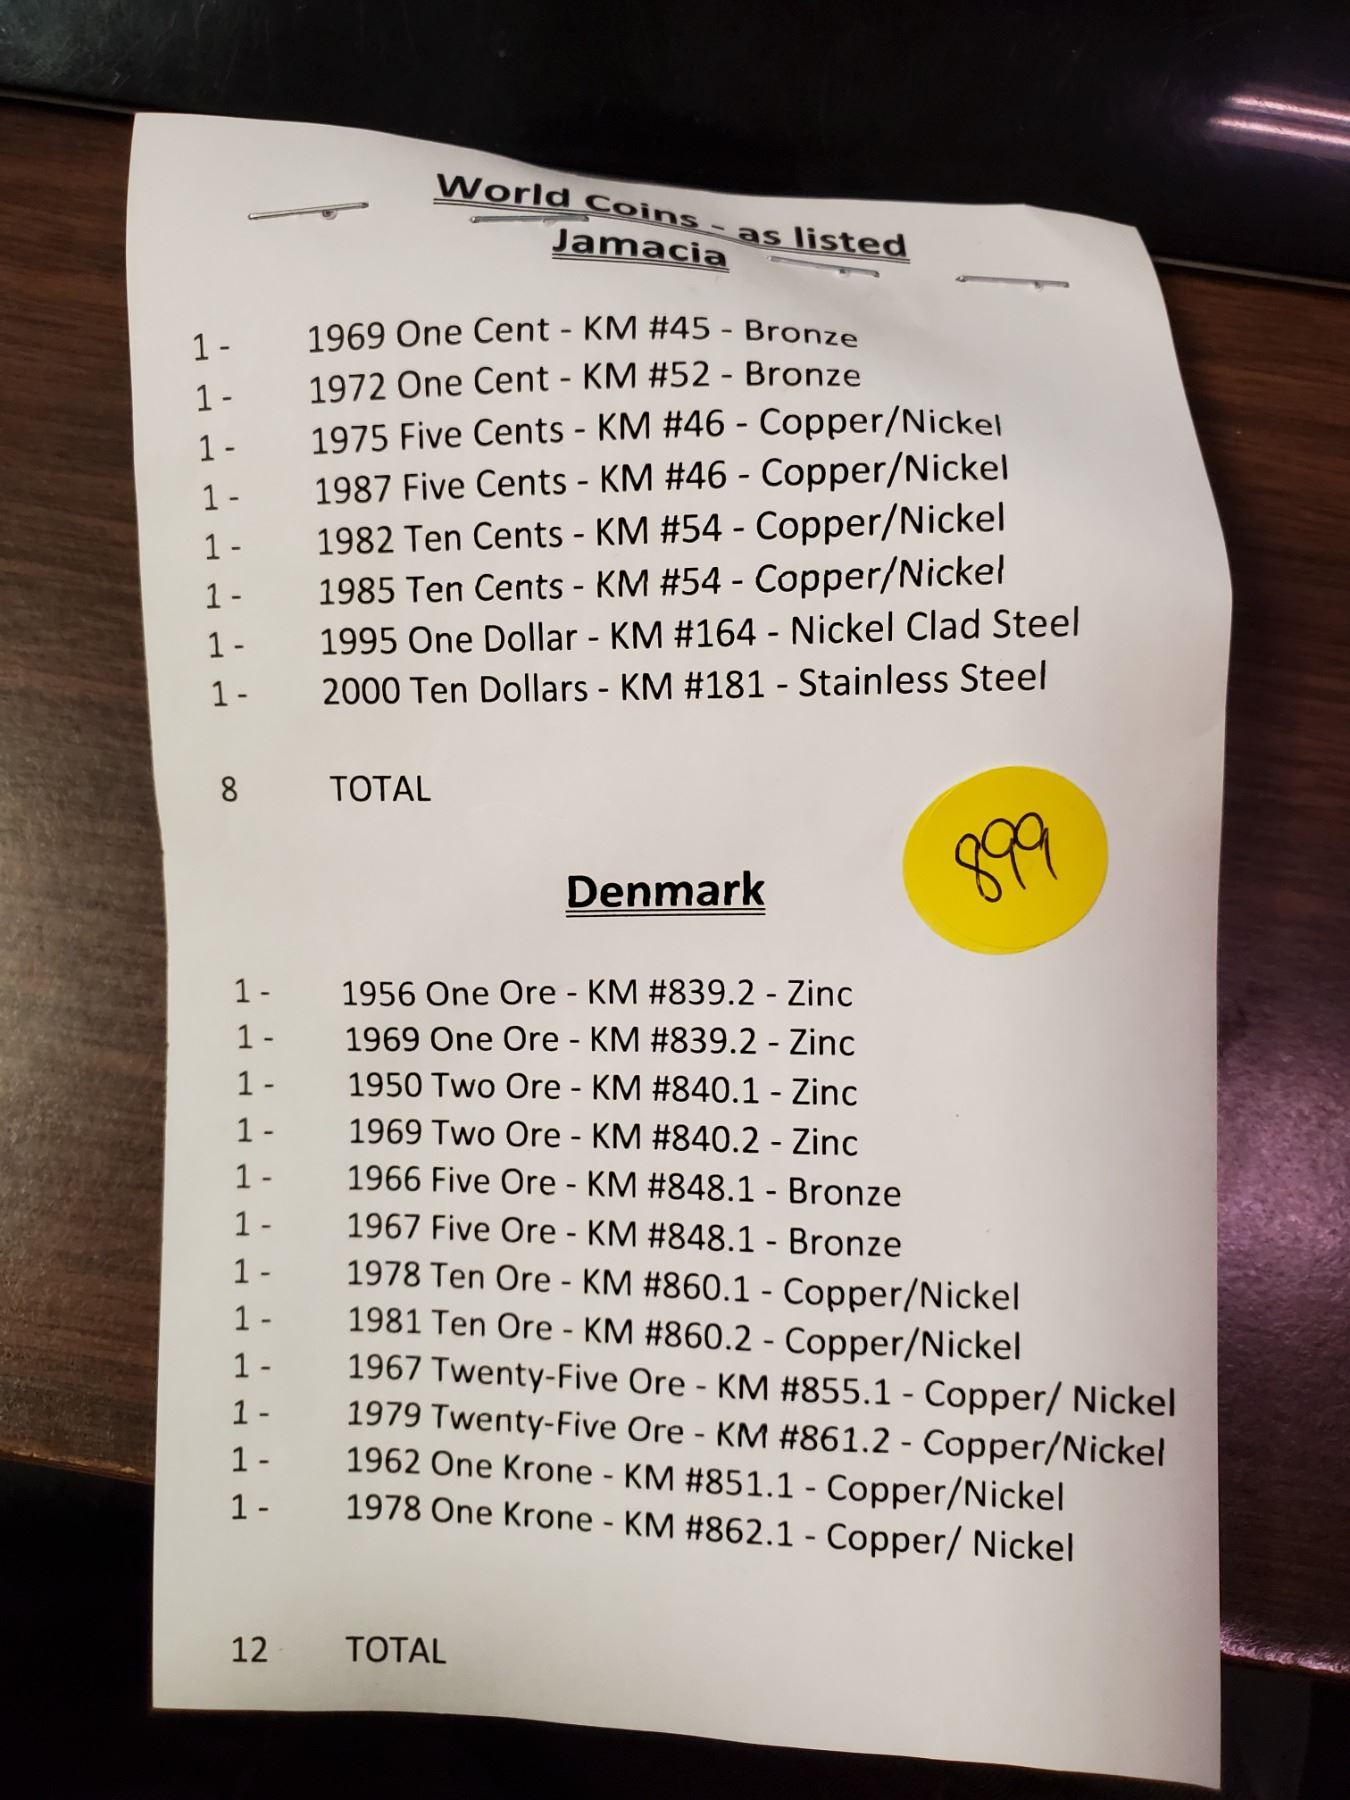 World Coins - as listed
Jamacia
1 - 1969 One Cent - KM #45 - Bronze
1 - 1972 One Cent - KM #52 - Bronze
1 - 1975 Five Cents - KM #46 - Copper/Nickel
1 - 1987 Five Cents - KM #46 - Copper/Nickel
1 - 1982 Ten Cents - KM #54 - Copper/Nickel
1 - 1985 Ten Cents - KM #54 - Copper/Nickel
1 - 1995 One Dollar - KM #164 - Nickel Clad Steel
1 - 2000 Ten Dollars - KM #181 - Stainless Steel
8 TOTAL
899
Denmark
1 - 1956 One Ore - KM #839.2 - Zinc
1 - 1969 One Ore - KM #839.2 - Zinc
1 - 1950 Two Ore - KM #840.1 - Zinc
1 - 1969 Two Ore - KM #840.2 - Zinc
1 - 1966 Five Ore - KM #848.1 - Bronze
1 - 1967 Five Ore - KM #848.1 - Bronze
1 - 1978 Ten Ore - KM #860.1 - Copper/Nickel
1 - 1981 Ten Ore - KM #860.2 - Copper/Nickel
1 - 1967 Twenty-Five Ore - KM #855.1 - Copper/ Nickel
1 - 1979 Twenty-Five Ore - KM #861.2 - Copper/Nickel
1 - 1962 One Krone - KM #851.1 - Copper/Nickel
1 - 1978 One Krone - KM #862.1 - Copper/ Nickel
12 TOTAL